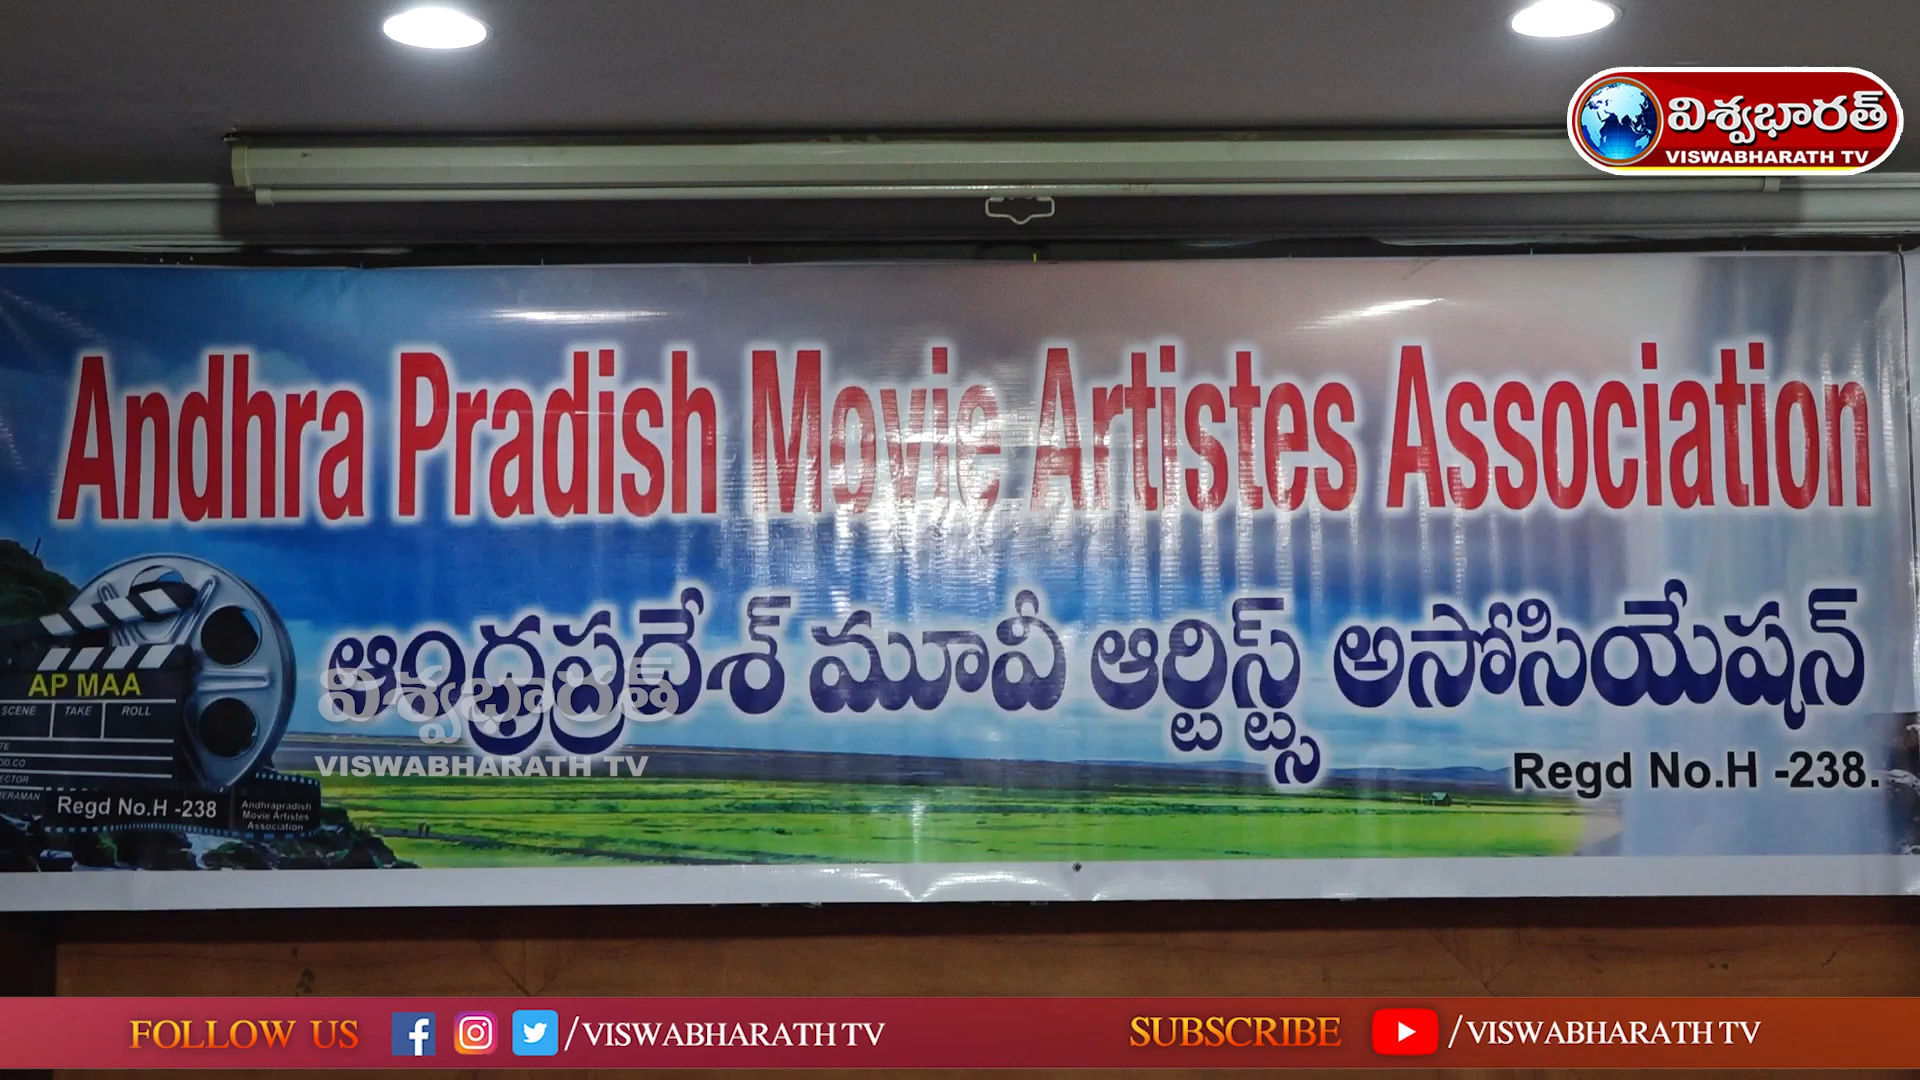 విశ్వభారత్
VISWABHARATH TV
Andhra Pradish Movie Artistes Association
ఆంధ్రప్రదేశ్ మూవీ ఆర్టిస్ట్స అసోసియేషన్
Regd No.H -238.
AP MAA
SCENE TAKE ROLL
Regd No.H -238
Andhrapradish
Movie Artistes
Association
విశ్వభారత్
VISWABHARATH TV
FOLLOW US /VISWABHARATH TV
SUBSCRIBE /VISWABHARATH TV